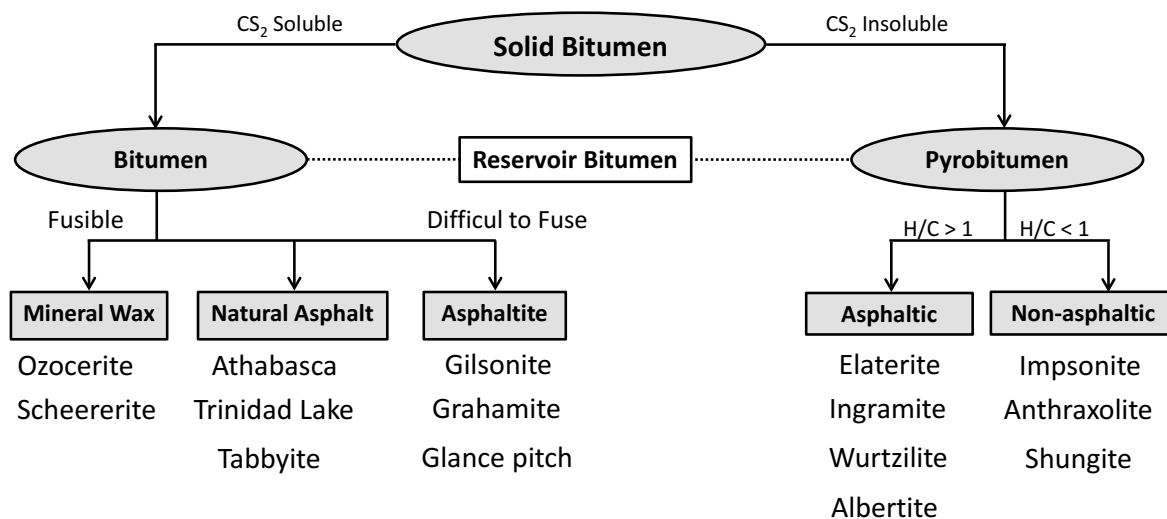 CS₂ Soluble
Solid Bitumen
CS₂ Insoluble
Bitumen
Reservoir Bitumen
Pyrobitumen
Fusible
Difficul to Fuse
H/C > 1
H/C < 1
Mineral Wax
Natural Asphalt
Asphaltite
Asphaltic
Non-asphaltic
Ozocerite
Athabasca
Gilsonite
Elaterite
Impsonite
Scheererite
Trinidad Lake
Grahamite
Ingramite
Anthraxolite
Tabbyite
Glance pitch
Wurtzilite
Shungite
Albertite